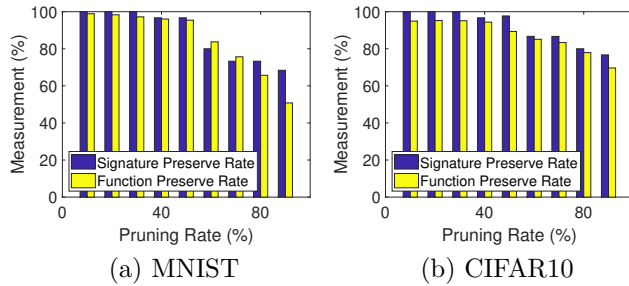 100
80
60
40
20
0
Measurement (%)
Signature Preserve Rate
Function Preserve Rate
0 40 80
Pruning Rate (%)
(a) MNIST
100
80
60
40
20
0
Measurement (%)
Signature Preserve Rate
Function Preserve Rate
0 40 80
Pruning Rate (%)
(b) CIFAR10